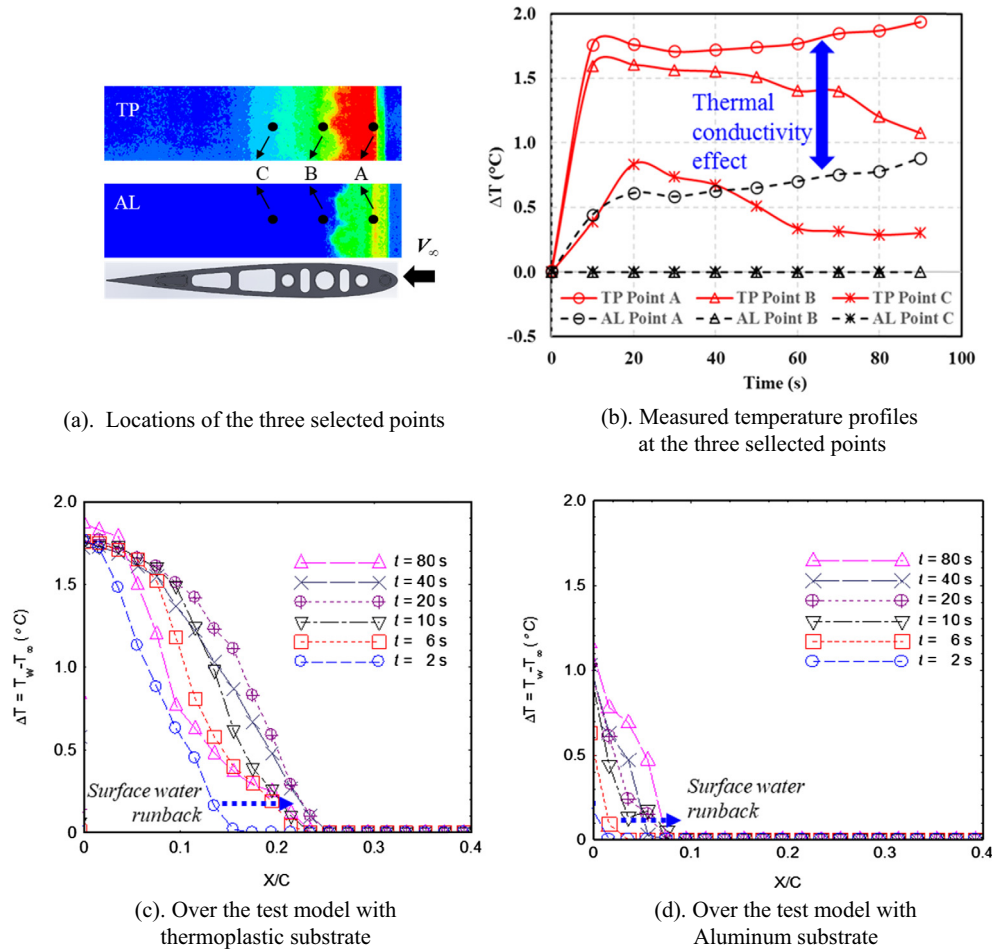 TP
C B A
AL
V∞
(a). Locations of the three selected points
2.0
1.5
1.0
0.5
0.0
-0.5
ΔT (°C)
Thermal
conductivity
effect
TP Point A TP Point B TP Point C
AL Point A AL Point B AL Point C
0 20 40 60 80 100
Time (s)
(b). Measured temperature profiles
at the three sellected points
2.0
1.5
1.0
0.5
0
ΔT = Tw-T∞ (°C)
t = 80 s
t = 40 s
t = 20 s
t = 10 s
t = 6 s
t = 2 s
Surface water
runback
0 0.1 0.2 0.3 0.4
X/C
(c). Over the test model with
thermoplastic substrate
2.0
1.5
1.0
0.5
0
ΔT = Tw-T∞ (°C)
t = 80 s
t = 40 s
t = 20 s
t = 10 s
t = 6 s
t = 2 s
Surface water
runback
0 0.1 0.2 0.3 0.4
X/C
(d). Over the test model with
Aluminum substrate